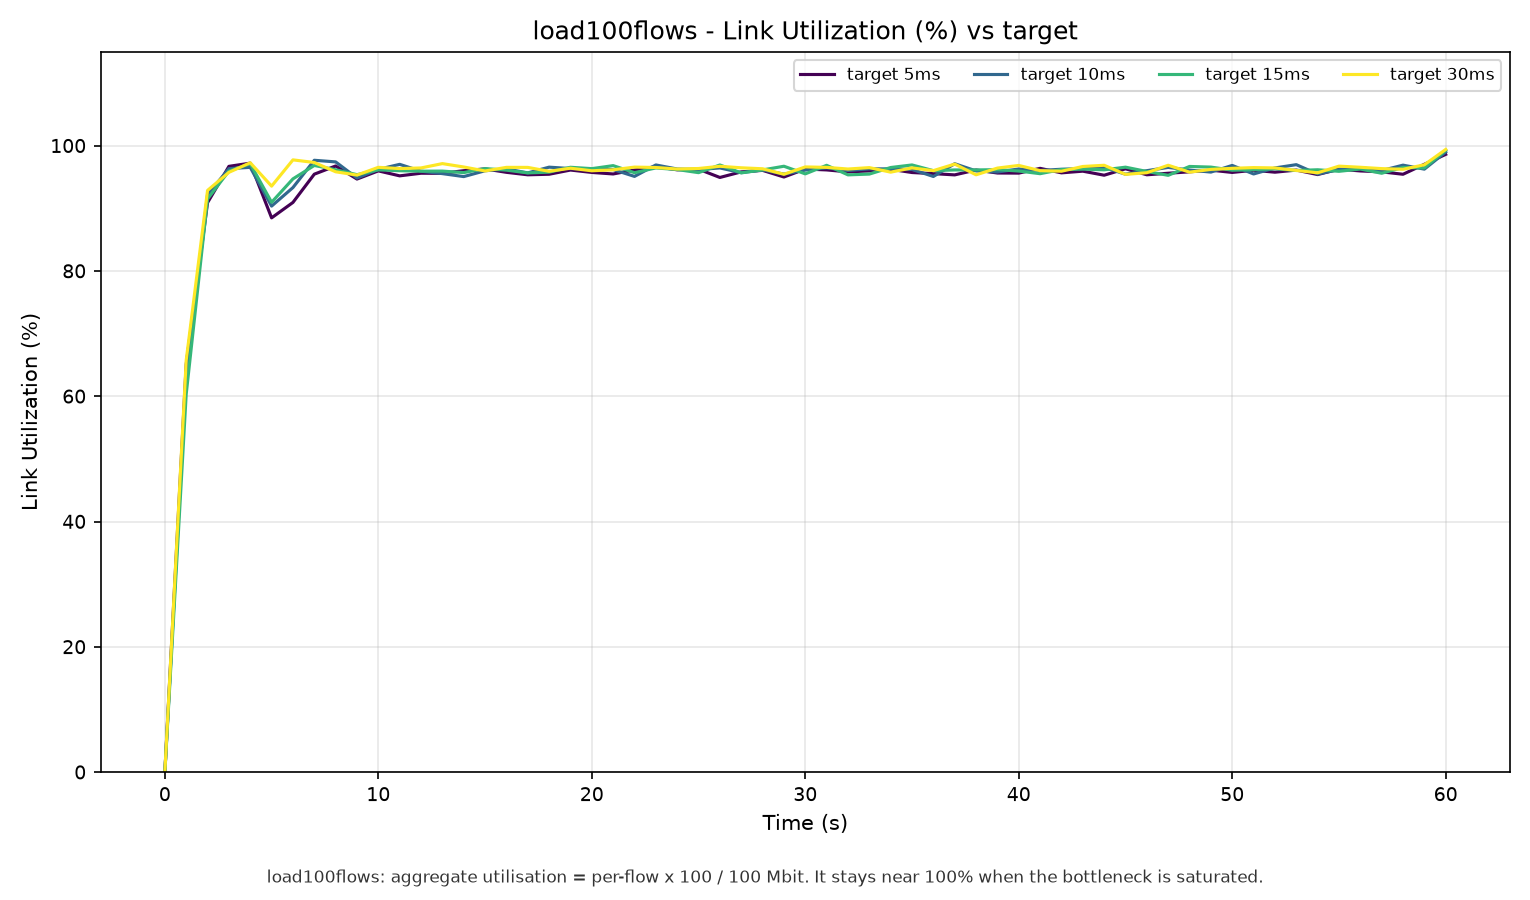 load100flows - Link Utilization (%) vs target
target 5ms
target 10ms
target 15ms
target 30ms
Link Utilization (%)
100
80
60
40
20
0
0
10
20
30
40
50
60
Time (s)
load100flows: aggregate utilisation = per-flow x 100 / 100 Mbit. It stays near 100% when the bottleneck is saturated.